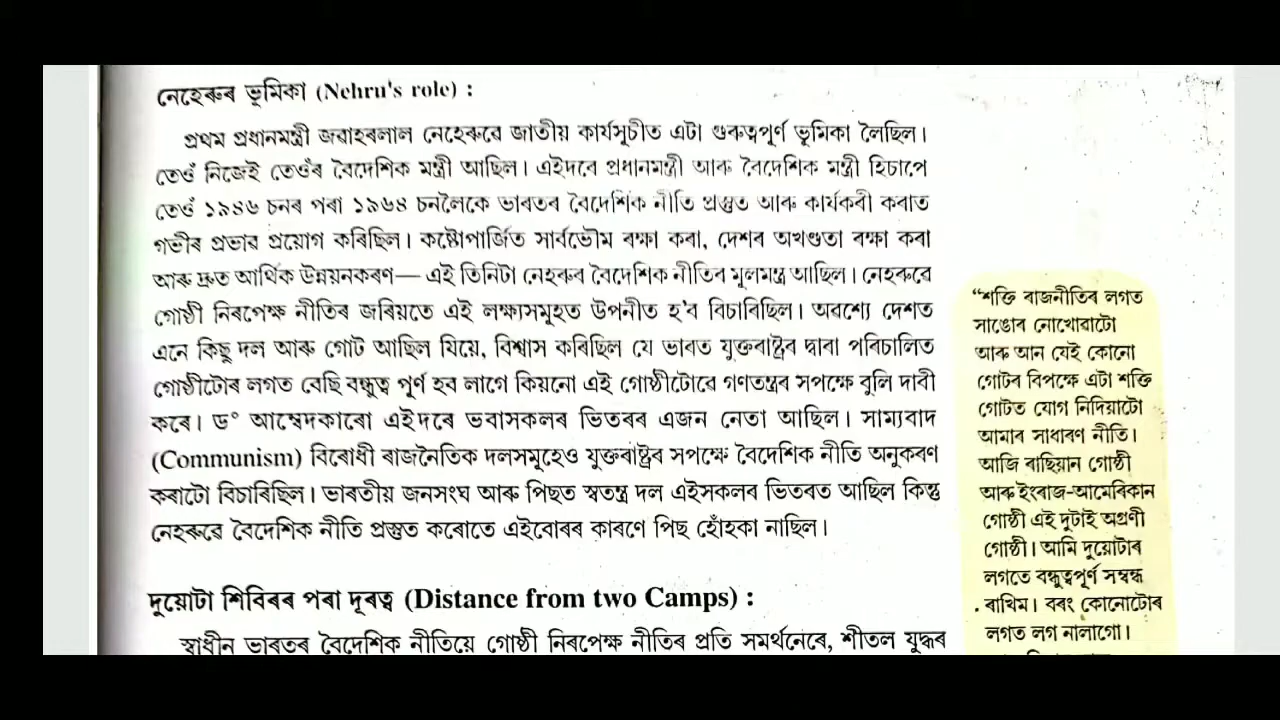 নেহেৰুৰ ভূমিকা (Nehru's role) :
প্ৰথম প্ৰধানমন্ত্ৰী জৱাহৰলাল নেহেৰুৱে জাতীয় কাৰ্যসূচীত এটা গুৰুত্বপূৰ্ণ ভূমিকা লৈছিল।
তেওঁ নিজেই তেওঁৰ বৈদেশিক মন্ত্ৰী আছিল। এইদৰে প্ৰধানমন্ত্ৰী আৰু বৈদেশিক মন্ত্ৰী হিচাপে
তেওঁ ১৯৪৬ চনৰ পৰা ১৯৬৪ চনলৈকে ভাৰতৰ বৈদেশিক নীতি প্ৰস্তুত আৰু কাৰ্যকৰী কৰাত
গভীৰ প্ৰভাৱ প্ৰয়োগ কৰিছিল। কষ্টোপাৰ্জিত সাৰ্বভৌম ৰক্ষা কৰা, দেশৰ অখণ্ডতা ৰক্ষা কৰা
আৰু দ্ৰুত আৰ্থিক উন্নয়নকৰণ— এই তিনিটা নেহৰুৰ বৈদেশিক নীতিৰ মূলমন্ত্ৰ আছিল। নেহৰুৱে
গোষ্ঠী নিৰপেক্ষ নীতিৰ জৰিয়তে এই লক্ষ্যসমূহত উপনীত হ'ব বিচাৰিছিল। অৱশ্যে দেশত
এনে কিছু দল আৰু গোট আছিল যিয়ে, বিশ্বাস কৰিছিল যে ভাৰত যুক্তৰাষ্ট্ৰৰ দ্বাৰা পৰিচালিত
গোষ্ঠীটোৰ লগত বেছি বন্ধুত্ব পূৰ্ণ হব লাগে কিয়নো এই গোষ্ঠীটোৱে গণতন্ত্ৰৰ সপক্ষে বুলি দাবী
কৰে। ড° আম্বেদকাৰো এইদৰে ভবাসকলৰ ভিতৰৰ এজন নেতা আছিল। সাম্যবাদ
(Communism) বিৰোধী ৰাজনৈতিক দলসমূহেও যুক্তৰাষ্ট্ৰৰ সপক্ষে বৈদেশিক নীতি অনুকৰণ
কৰাটো বিচাৰিছিল। ভাৰতীয় জনসংঘ আৰু পিছত স্বতন্ত্ৰ দল এইসকলৰ ভিতৰত আছিল কিন্তু
নেহৰুৱে বৈদেশিক নীতি প্ৰস্তুত কৰোতে এইবোৰৰ কাৰণে পিছ হোঁহকা নাছিল।
দুয়োটা শিবিৰৰ পৰা দূৰত্ব (Distance from two Camps) :
স্বাধীন ভাৰতৰ বৈদেশিক নীতিয়ে গোষ্ঠী নিৰপেক্ষ নীতিৰ প্ৰতি সমৰ্থনেৰে, শীতল যুদ্ধৰ
“শক্তি ৰাজনীতিৰ লগত
সাঙোৰ নোখোৱাটো
আৰু আন যেই কোনো
গোটৰ বিপক্ষে এটা শক্তি
গোটত যোগ নিদিয়াটো
আমাৰ সাধাৰণ নীতি।
আজি ৰাছিয়ান গোষ্ঠী
আৰু ইংৰাজ-আমেৰিকান
গোষ্ঠী এই দুটাই অগ্ৰণী
গোষ্ঠী। আমি দুয়োটাৰ
লগতে বন্ধুত্বপূৰ্ণ সম্বন্ধ
ৰাখিম। বৰং কোনোটোৰ
লগত লগ নালাগো।